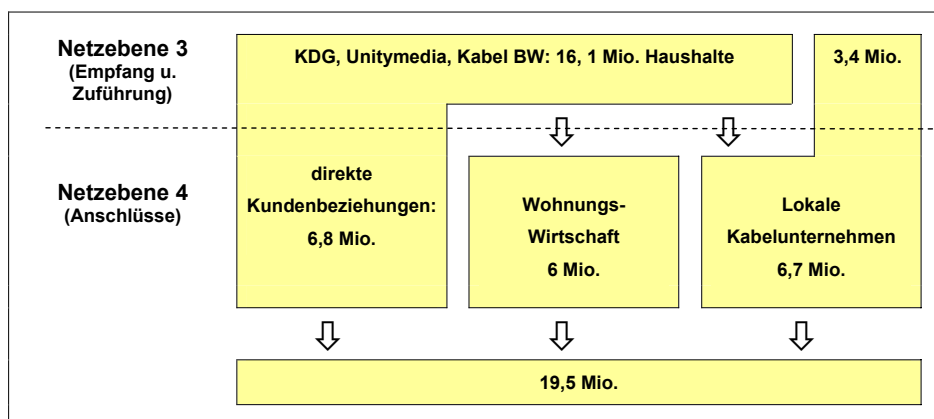 Netzebene 3
(Empfang u.
Zuführung)
KDG, Unitymedia, Kabel BW: 16, 1 Mio. Haushalte
3,4 Mio.
Netzebene 4
(Anschlüsse)
direkte
Kundenbeziehungen:
6,8 Mio.
Wohnungs-
Wirtschaft
6 Mio.
Lokale
Kabelunternehmen
6,7 Mio.
19,5 Mio.